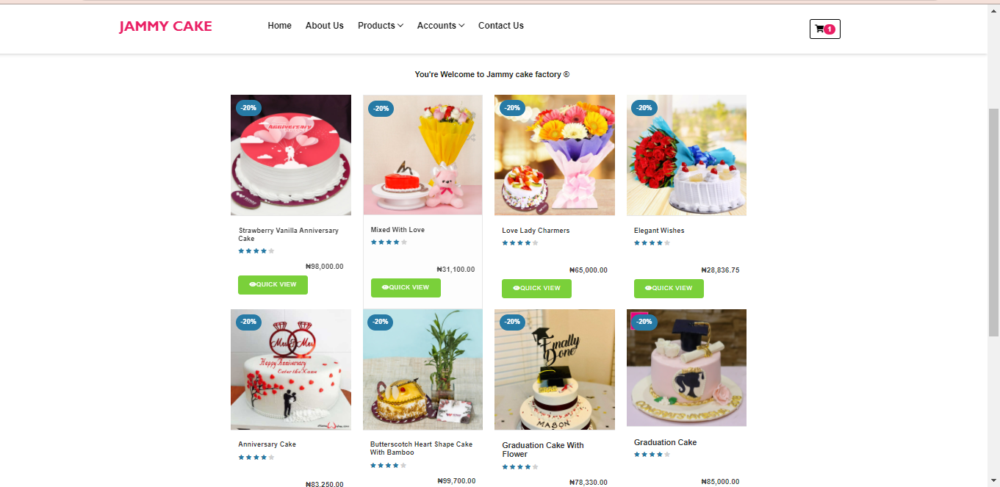 JAMMY CAKE
Home About Us Products Accounts Contact Us
1
You're Welcome to Jammy cake factory ®
-20%
Anniversary
Strawberry Vanilla Anniversary
Cake
₦98,000.00
QUICK VIEW
-20%
Mixed With Love
₦31,100.00
QUICK VIEW
-20%
Love Lady Charmers
₦65,000.00
QUICK VIEW
-20%
Elegant Wishes
₦28,836.75
QUICK VIEW
-20%
Happy Anniversary
Enter the Name
Anniversary Cake
₦83,250.00
-20%
Butterscotch Heart Shape Cake
With Bamboo
₦99,700.00
-20%
Finally
Done
MASON
Graduation Cake With
Flower
₦78,330.00
-20%
Graduation Cake
₦85,000.00